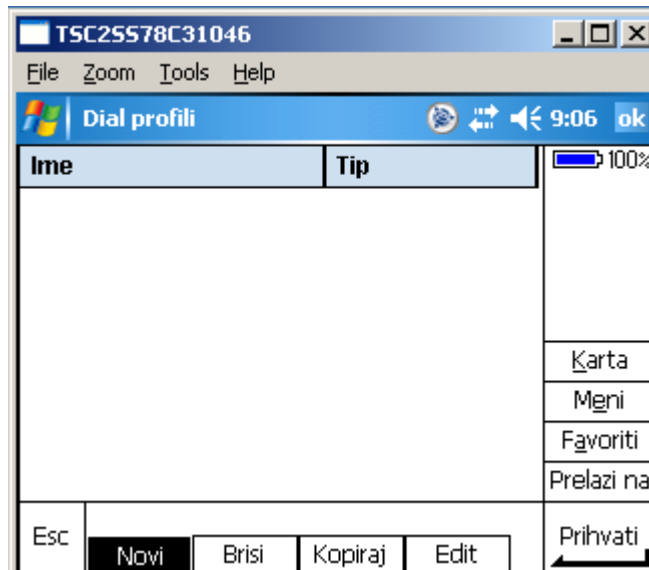 TSC2SS78C31046
File Zoom Tools Help
Dial profili 9:06 ok
Ime Tip
100%
Karta
Meni
Favoriti
Prelazi na
Esc Novi Brisi Kopiraj Edit Prihvati